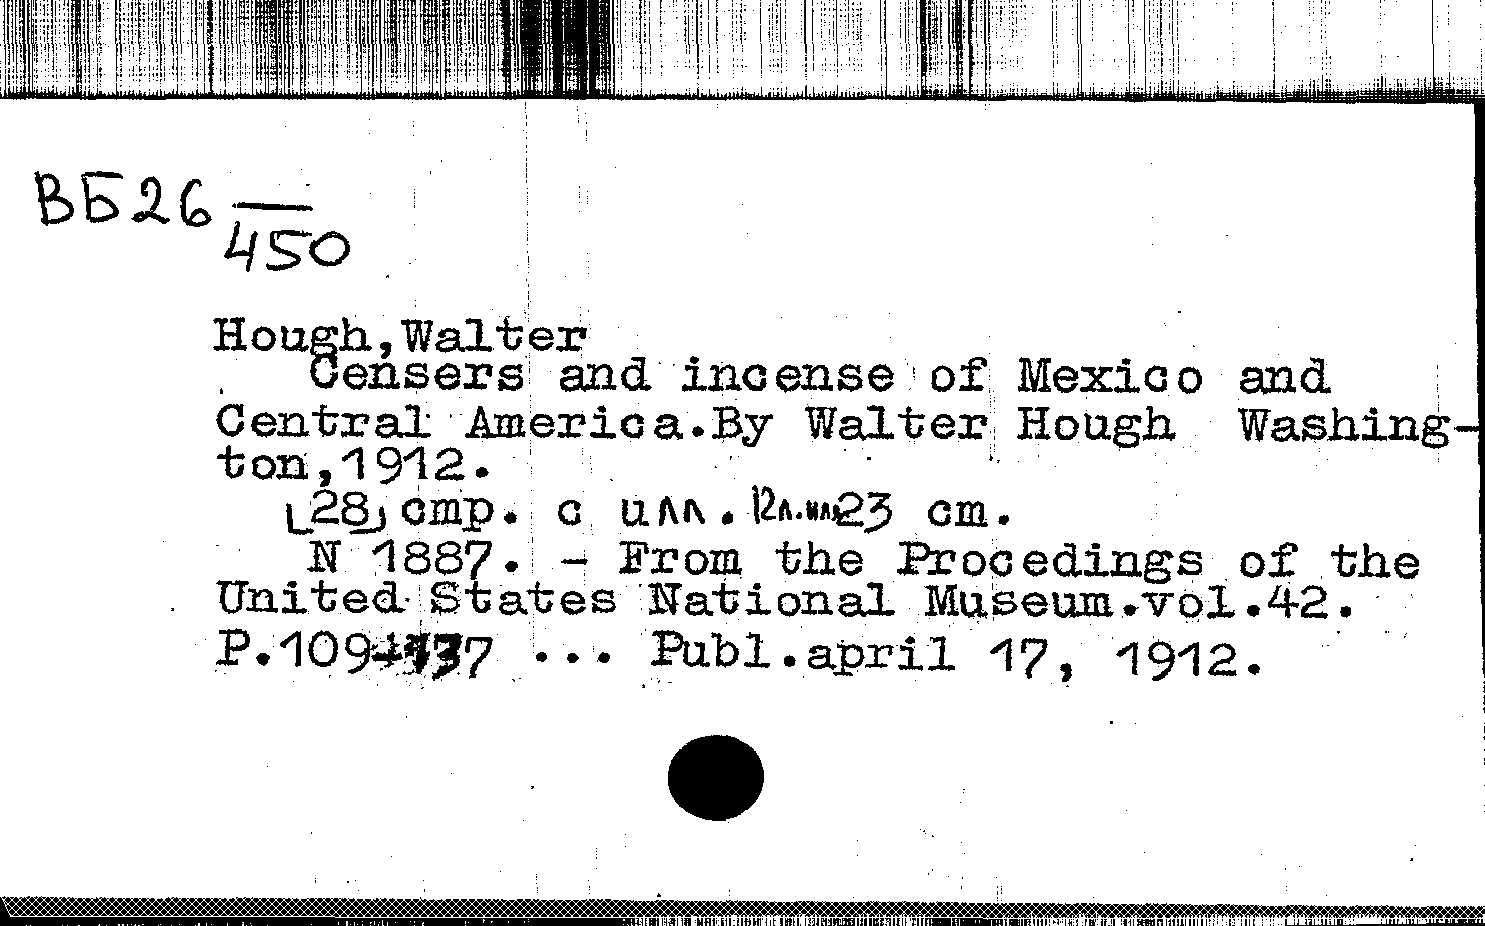 ВБ26 —
450
Hough,Walter
Censers and incense of Mexico and
Central America.By Walter Hough Washing-
ton,1912.
[28] стр. с илл. 12л.илл 23 cm.
N 1887. - From the Procedings of the
United States National Museum.vol.42.
P.109-137 ... Publ.april 17, 1912.